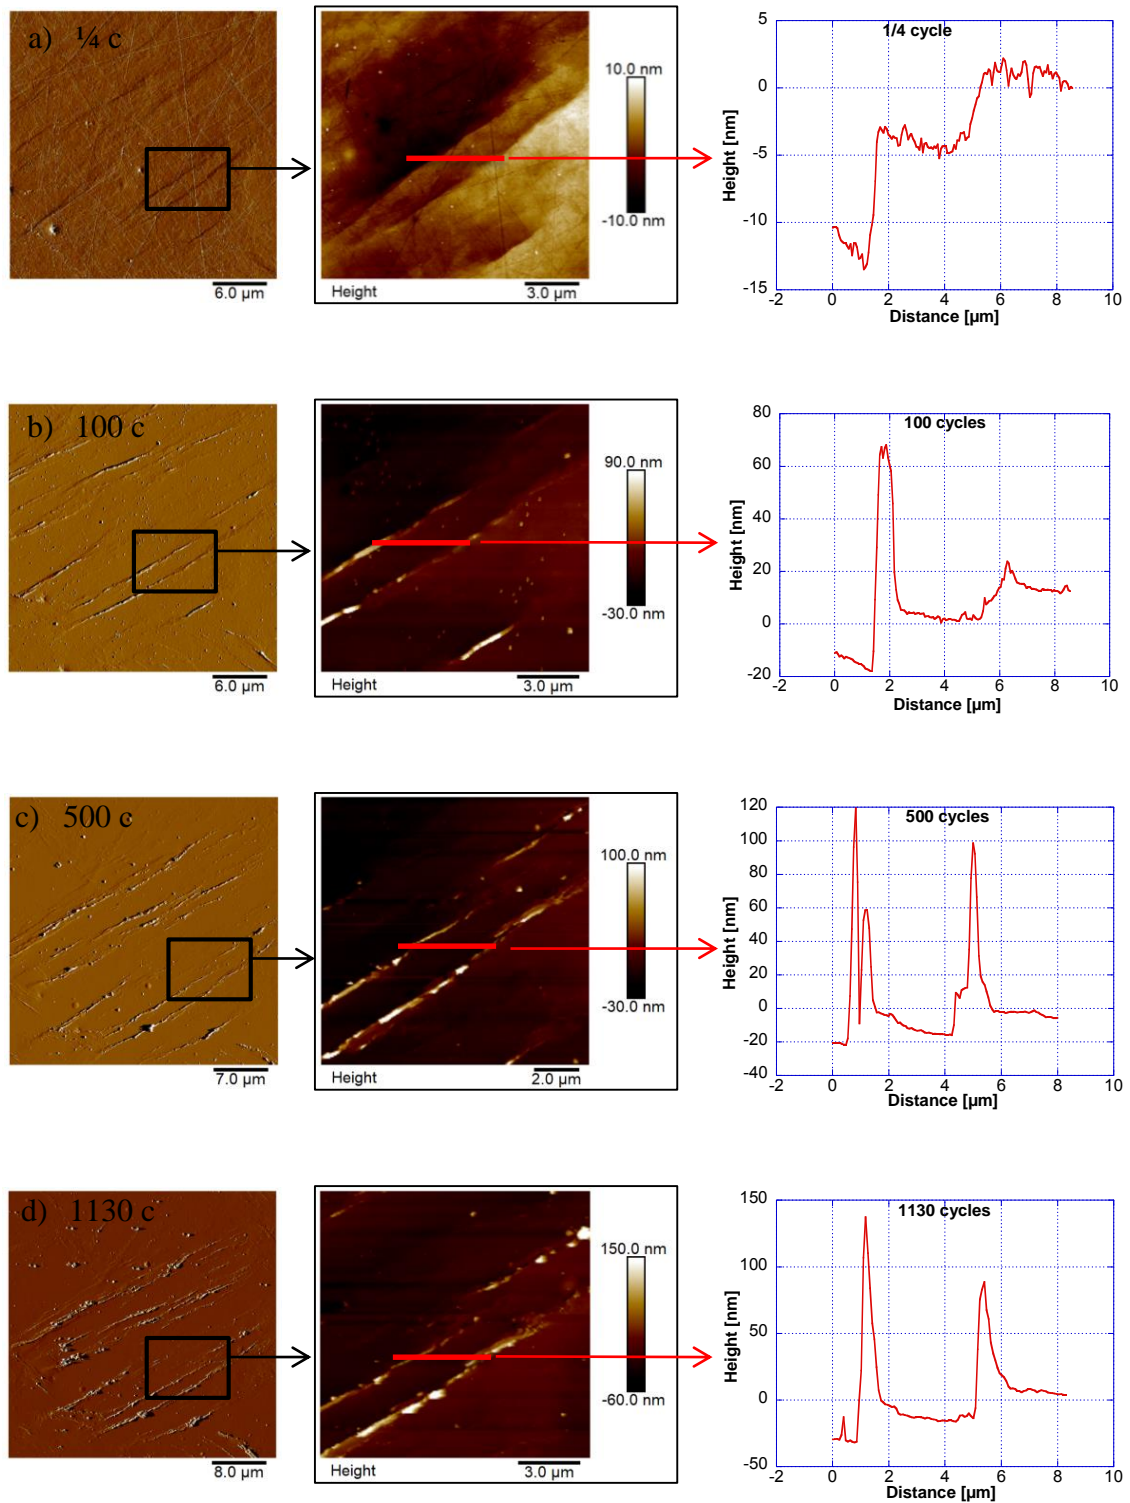 a) ¼ c
6.0 µm
10.0 nm
-10.0 nm
Height
3.0 µm
1/4 cycle
Height [nm]
5
0
-5
-10
-15
-2 0 2 4 6 8 10
Distance [µm]
b) 100 c
6.0 µm
90.0 nm
-30.0 nm
Height
3.0 µm
100 cycles
Height [nm]
80
60
40
20
0
-20
-2 0 2 4 6 8 10
Distance [µm]
c) 500 c
7.0 µm
100.0 nm
-30.0 nm
Height
2.0 µm
500 cycles
Height [nm]
120
100
80
60
40
20
0
-20
-40
-2 0 2 4 6 8 10
Distance [µm]
d) 1130 c
8.0 µm
150.0 nm
-60.0 nm
Height
3.0 µm
1130 cycles
Height [nm]
150
100
50
0
-50
-2 0 2 4 6 8 10
Distance [µm]